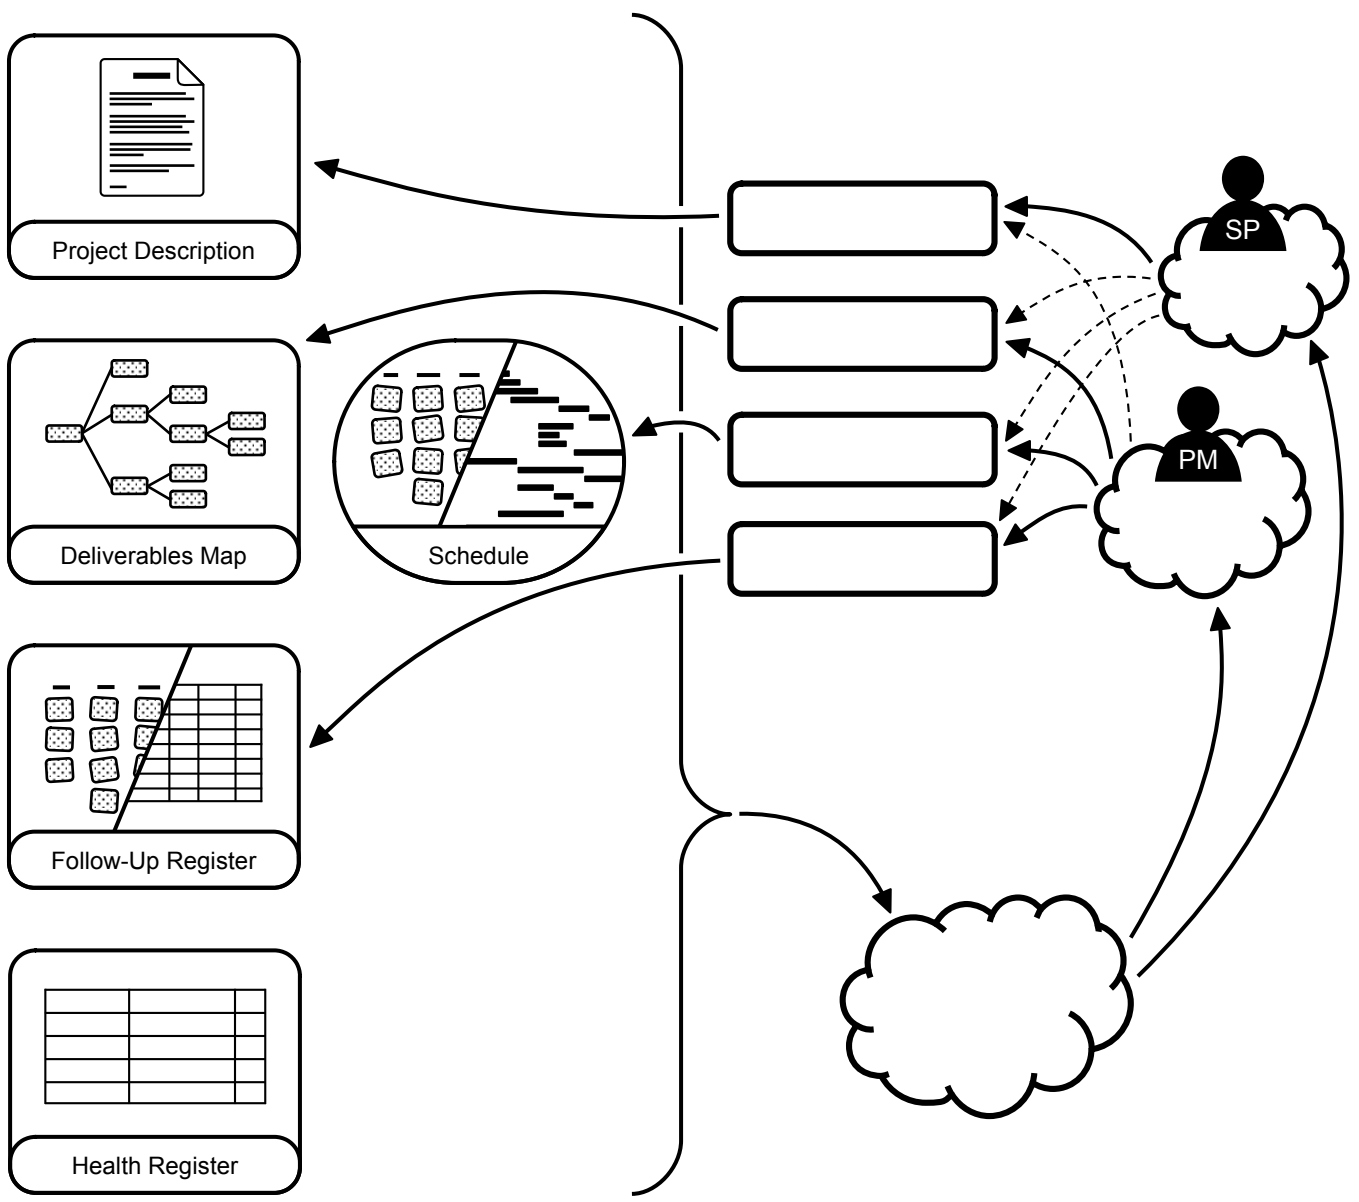 Project Description
SP
Deliverables Map
Schedule
PM
Follow-Up Register
Health Register